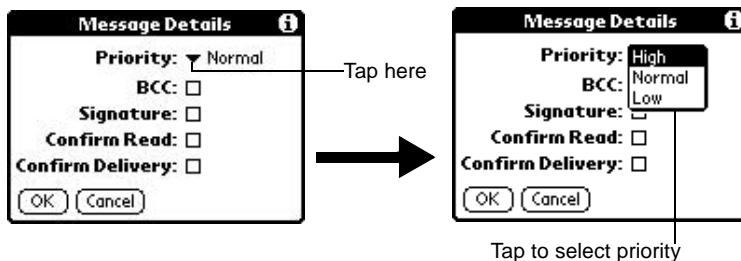 Message Details i
Priority: Normal
BCC:
Signature:
Confirm Read:
Confirm Delivery:
OK Cancel
Tap here
Message Details i
Priority: High
Normal
Low
BCC:
Signature:
Confirm Read:
Confirm Delivery:
OK Cancel
Tap to select priority